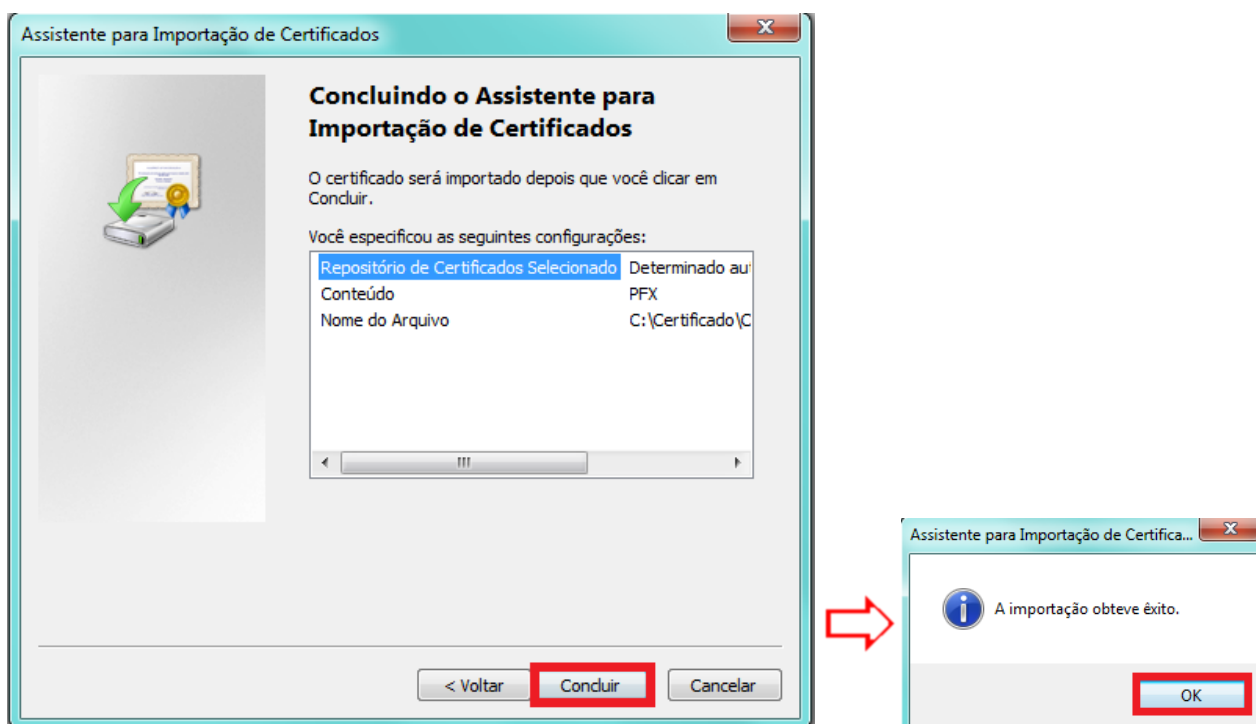 Assistente para Importação de Certificados
Concluindo o Assistente para
Importação de Certificados
O certificado será importado depois que você clicar em
Concluir.
Você especificou as seguintes configurações:
Repositório de Certificados Selecionado Determinado au
Conteúdo PFX
Nome do Arquivo C:\Certificado\C
< Voltar Concluir Cancelar
Assistente para Importação de Certifica...
A importação obteve êxito.
OK